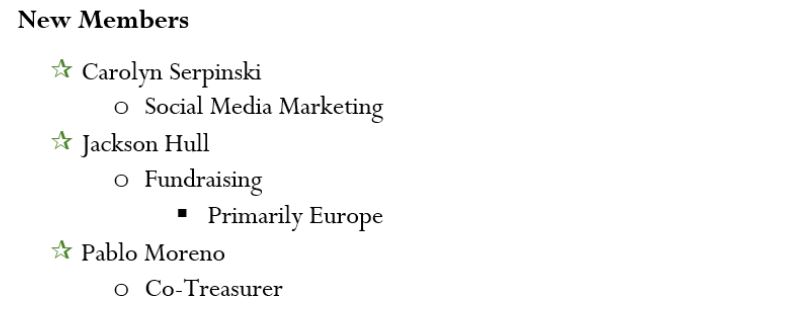 New Members
☆ Carolyn Serpinski
o Social Media Marketing
☆ Jackson Hull
o Fundraising
▪ Primarily Europe
☆ Pablo Moreno
o Co-Treasurer